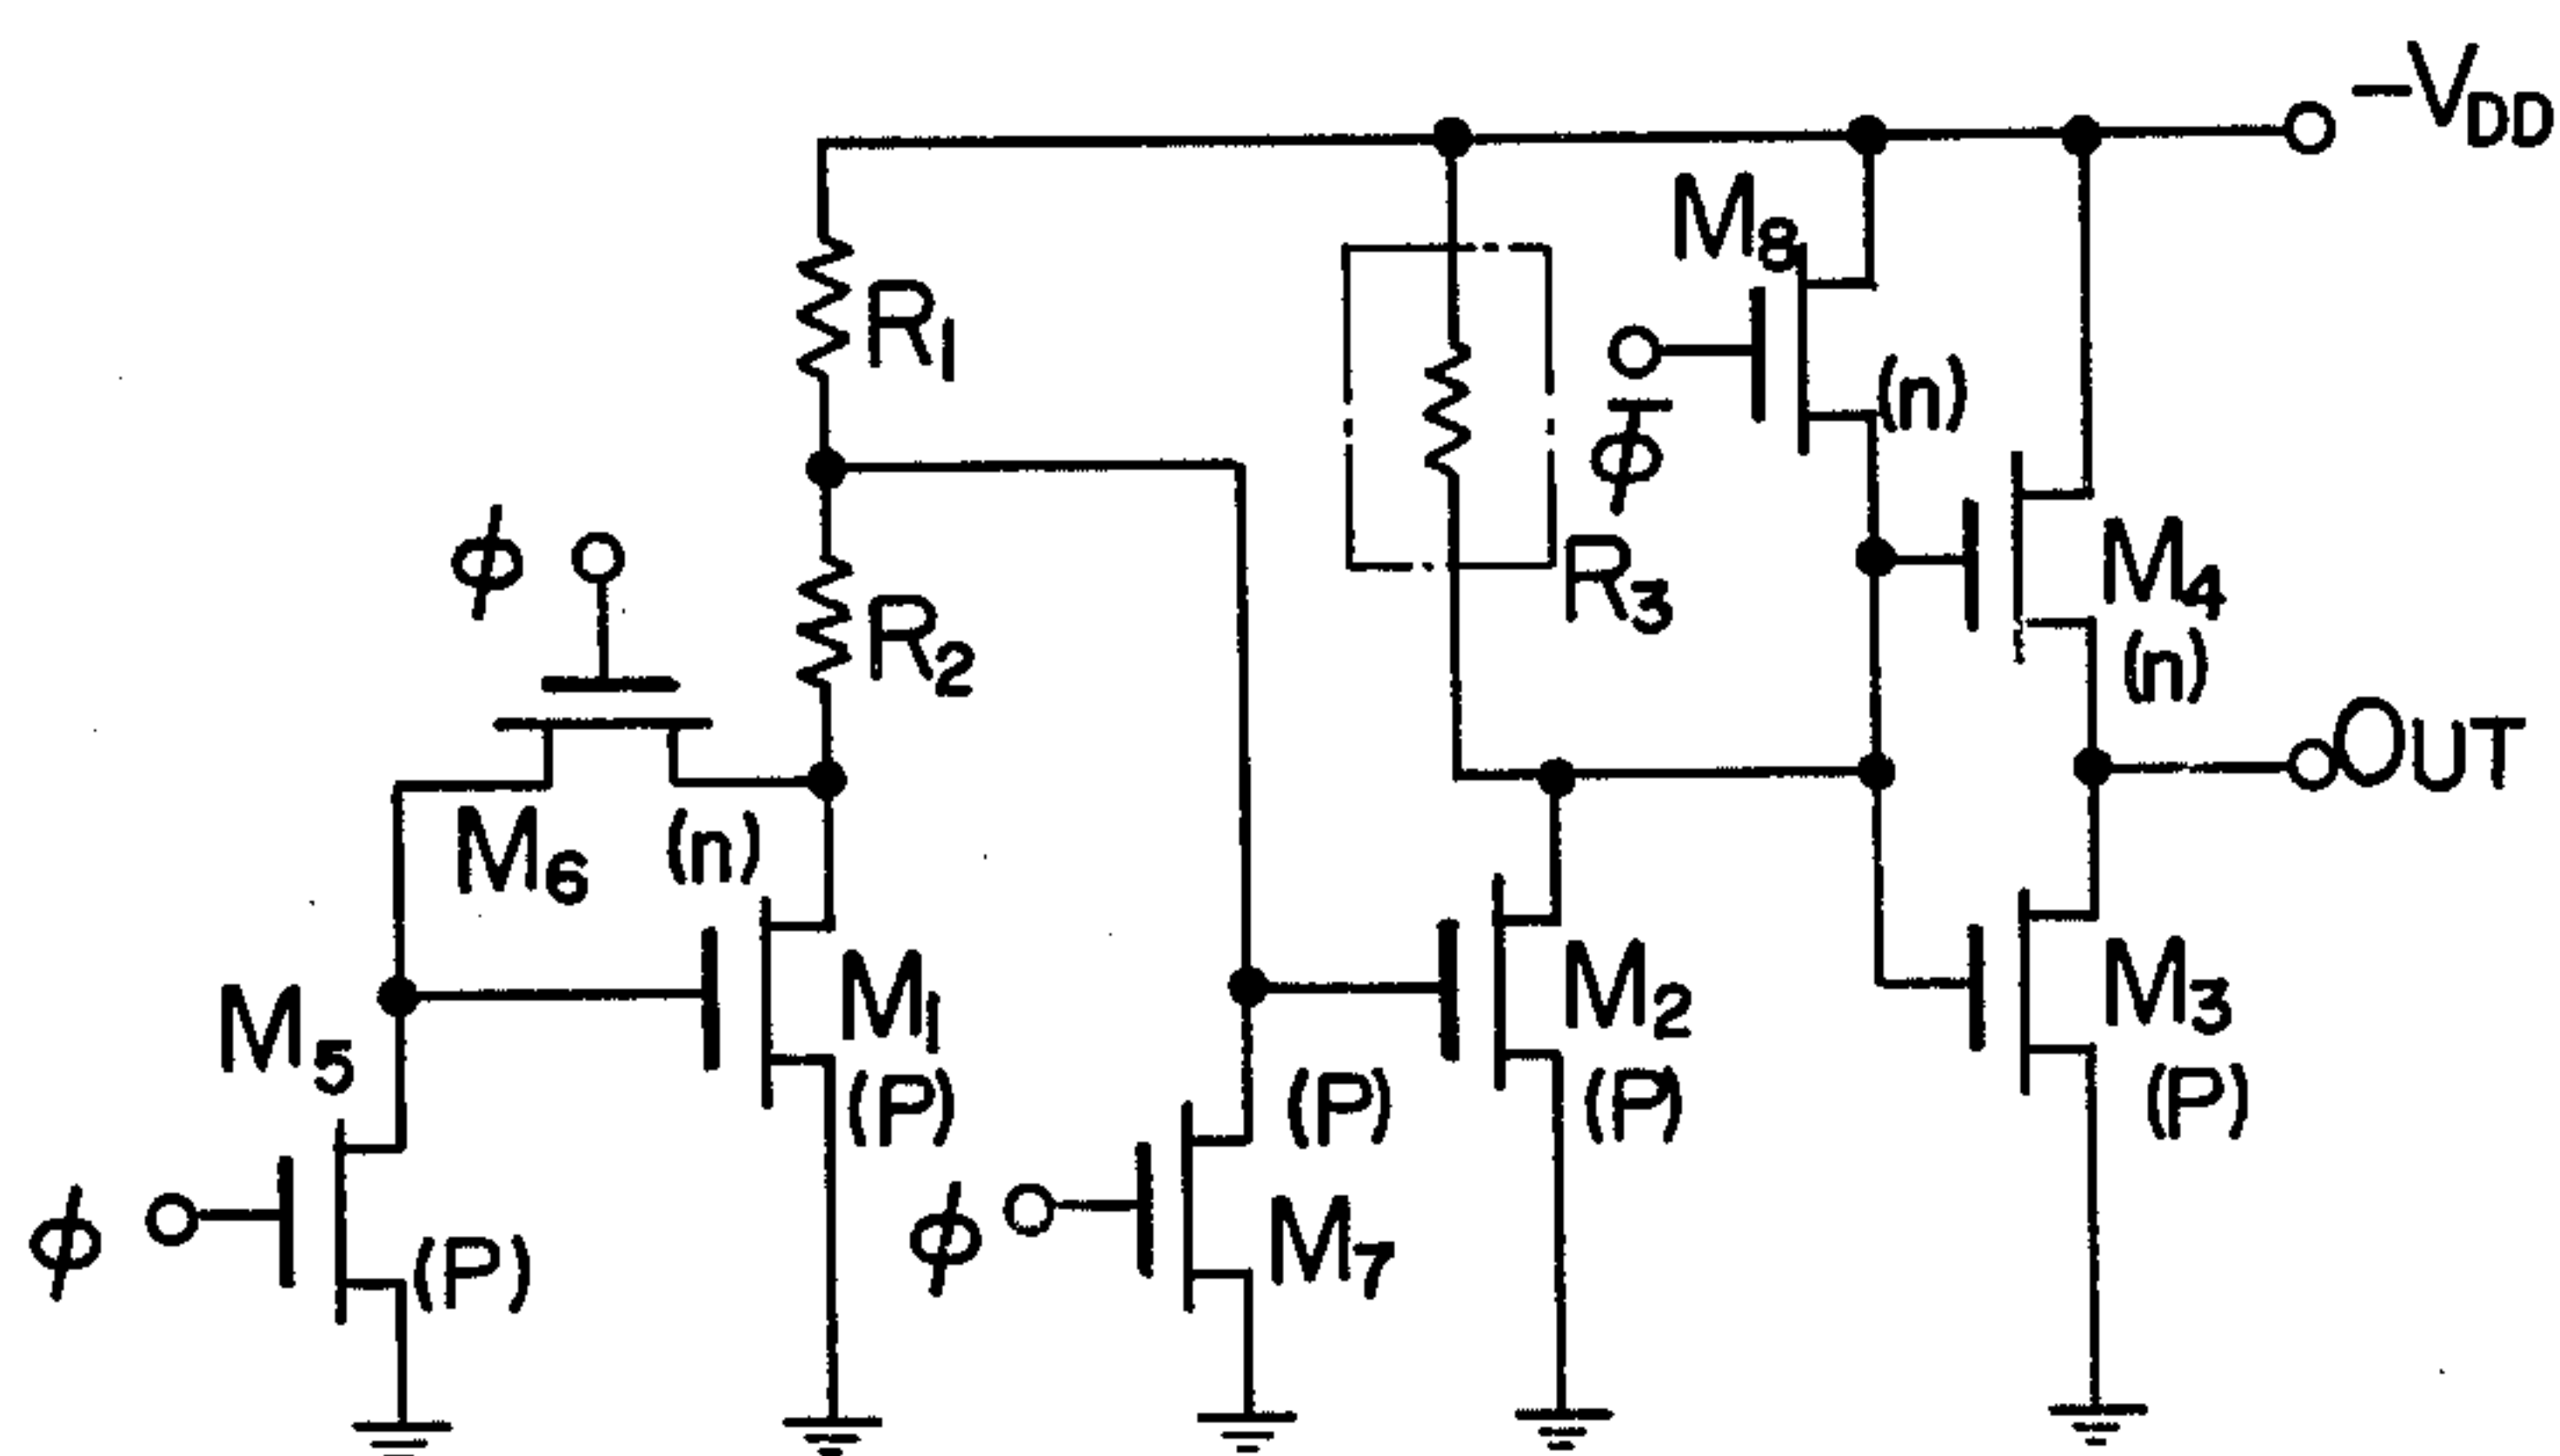 −VDD
M8
R1
(n)
φ̅
φ
M4
R3
R2
(n)
OUT
M6
(n)
M1
M2
M3
M5
(P)
(P)
(P)
(P)
φ
φ
M7
(P)